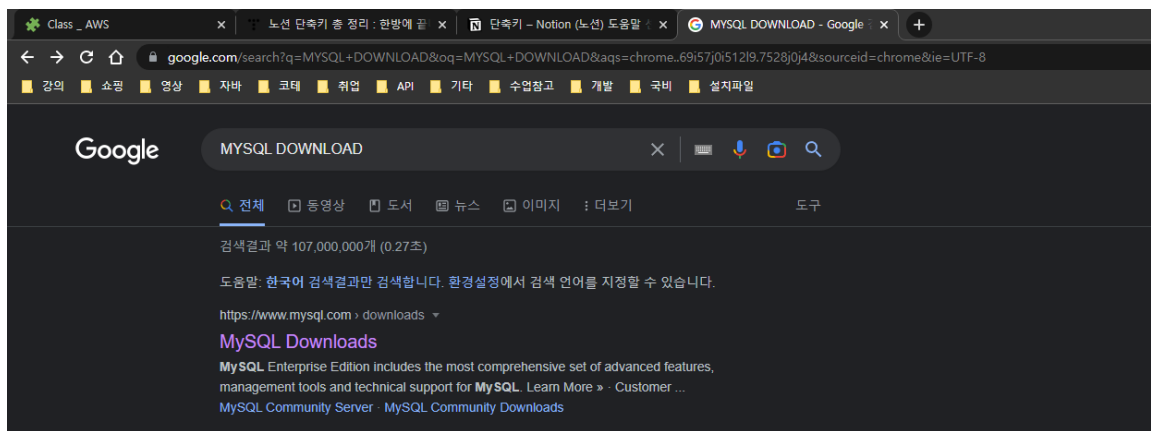 Class _ AWS
노션 단축키 총 정리 : 한방에 끝
단축키 – Notion (노션) 도움말
MYSQL DOWNLOAD - Google
google.com/search?q=MYSQL+DOWNLOAD&oq=MYSQL+DOWNLOAD&aqs=chrome..69i57j0i512l9.7528j0j4&sourceid=chrome&ie=UTF-8
강의 쇼핑 영상 자바 코테 취업 API 기타 수업참고 개발 국비 설치파일
Google
MYSQL DOWNLOAD
전체 동영상 도서 뉴스 이미지 더보기 도구
검색결과 약 107,000,000개 (0.27초)
도움말: 한국어 검색결과만 검색합니다. 환경설정에서 검색 언어를 지정할 수 있습니다.
https://www.mysql.com › downloads
MySQL Downloads
MySQL Enterprise Edition includes the most comprehensive set of advanced features,
management tools and technical support for MySQL. Learn More » · Customer ...
MySQL Community Server · MySQL Community Downloads